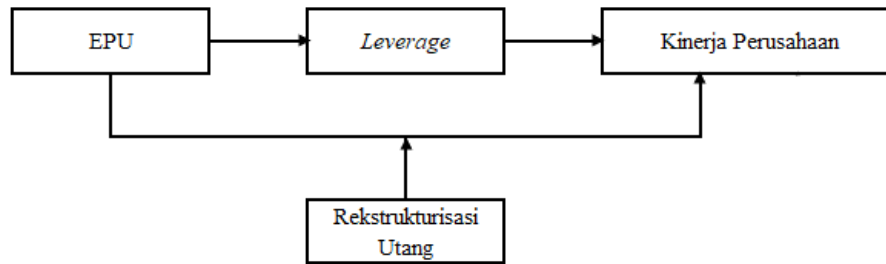 EPU
Leverage
Kinerja Perusahaan
Rekstrukturisasi
Utang